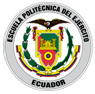 ESCUELA POLITÉCNICA DEL EJÉRCITO
ECUADOR